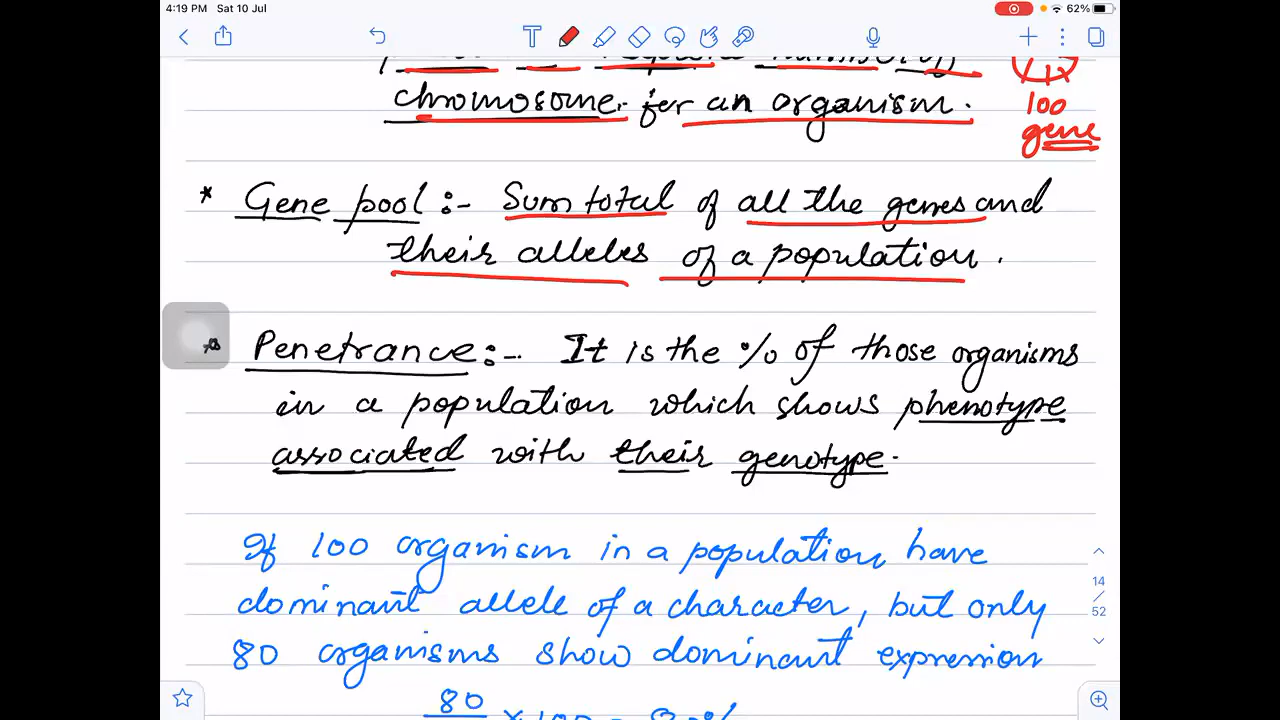 4:19 PM Sat 10 Jul
62%
chromosome for an organism.
100
gene
* Gene pool :- Sum total of all the genes and
their alleles of a population.
Penetrance :- It is the % of those organisms
in a population which shows phenotype
associated with their genotype.
If 100 organism in a population have
dominant allele of a character, but only
80 organisms show dominant expression
14
/
52
80